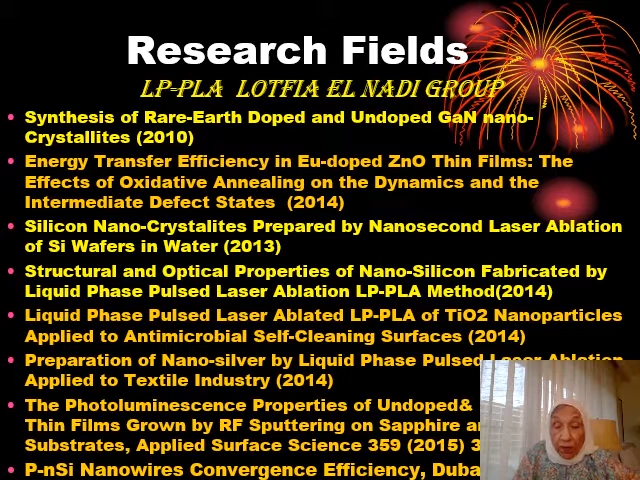 Research Fields
LP-PLA LOTFIA EL NADI GROUP
• Synthesis of Rare-Earth Doped and Undoped GaN nano-
Crystallites (2010)
• Energy Transfer Efficiency in Eu-doped ZnO Thin Films: The
Effects of Oxidative Annealing on the Dynamics and the
Intermediate Defect States (2014)
• Silicon Nano-Crystalites Prepared by Nanosecond Laser Ablation
of Si Wafers in Water (2013)
• Structural and Optical Properties of Nano-Silicon Fabricated by
Liquid Phase Pulsed Laser Ablation LP-PLA Method(2014)
• Liquid Phase Pulsed Laser Ablated LP-PLA of TiO2 Nanoparticles
Applied to Antimicrobial Self-Cleaning Surfaces (2014)
• Preparation of Nano-silver by Liquid Phase Pulsed Laser Ablation
Applied to Textile Industry (2014)
• The Photoluminescence Properties of Undoped&
Thin Films Grown by RF Sputtering on Sapphire
Substrates, Applied Surface Science 359 (2015)
• P-nSi Nanowires Convergence Efficiency,